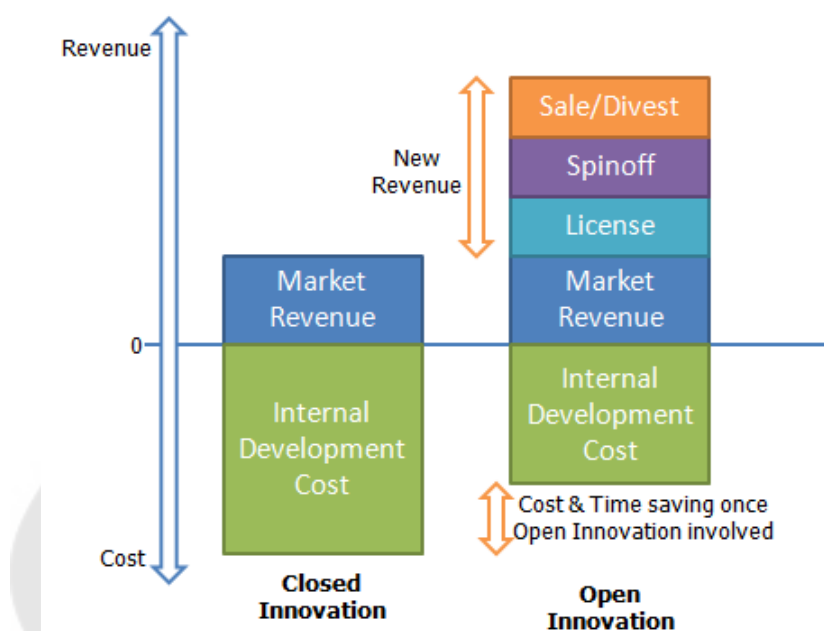 Revenue
Sale/Divest
New
Revenue
Spinoff
License
Market
Revenue
Market
Revenue
0
Internal
Development
Cost
Internal
Development
Cost
Cost & Time saving once
Open Innovation involved
Cost
Closed
Innovation
Open
Innovation